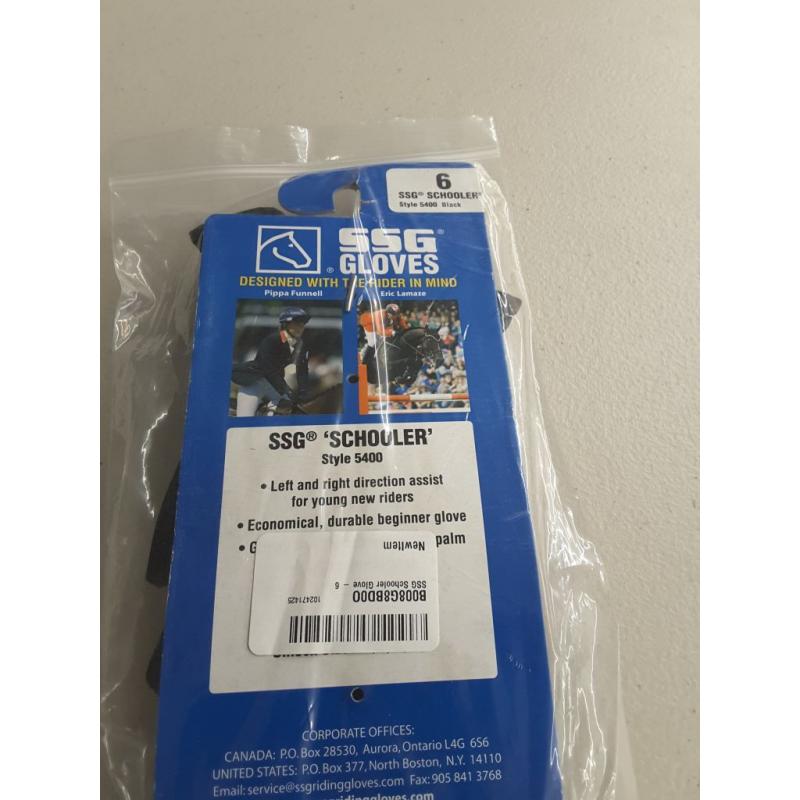 6
SSG® SCHOOLER®
Style 5400 Black
SSG®
® GLOVES
DESIGNED WITH THE RIDER IN MIND
Pippa Funnell
Eric Lamaze
SSG® ‘SCHOOLER’
Style 5400
• Left and right direction assist
for young new riders
• Economical, durable beginner glove
• G palm
NewItem
SSG Schooler Glove - 6
102471425
B008G8BD00
CORPORATE OFFICES:
CANADA: P.O. Box 28530, Aurora, Ontario L4G 6S6
UNITED STATES: P.O. Box 377, North Boston, N.Y. 14110
Email: service@ssgridinggloves.com Fax: 905 841 3768